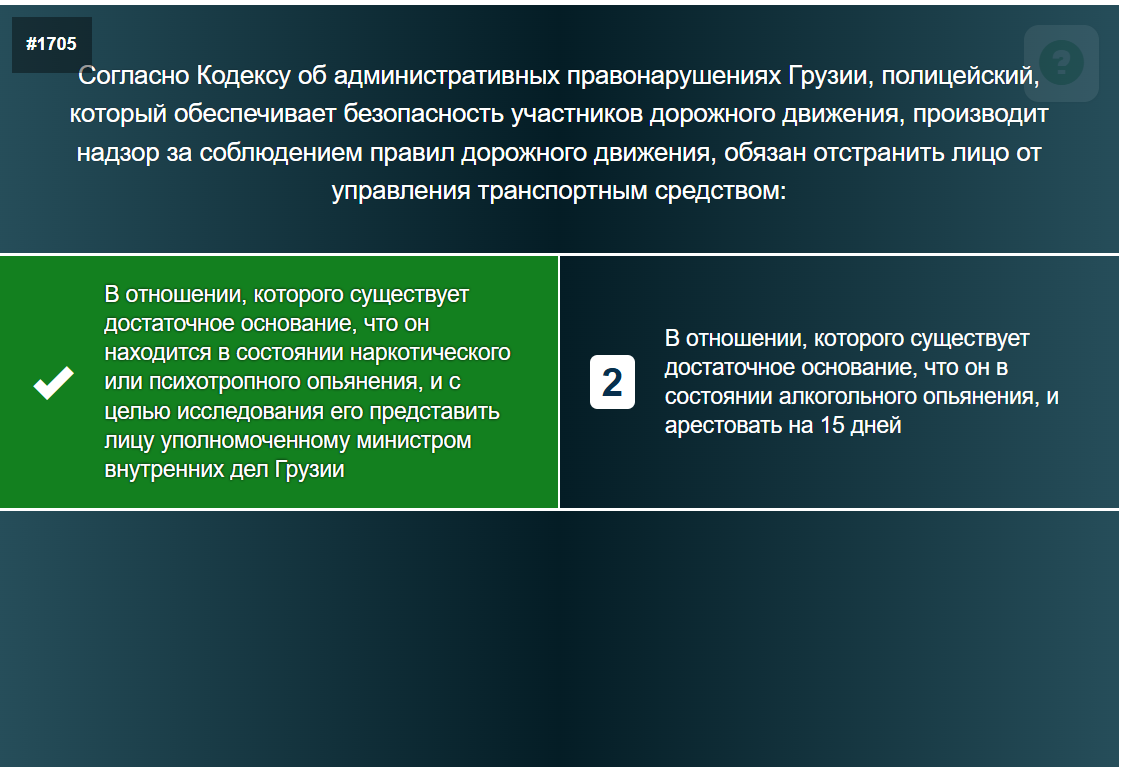 #1705
?
Согласно Кодексу об административных правонарушениях Грузии, полицейский,
который обеспечивает безопасность участников дорожного движения, производит
надзор за соблюдением правил дорожного движения, обязан отстранить лицо от
управления транспортным средством:
В отношении, которого существует
достаточное основание, что он
находится в состоянии наркотического
или психотропного опьянения, и с
целью исследования его представить
лицу уполномоченному министром
внутренних дел Грузии
2
В отношении, которого существует
достаточное основание, что он в
состоянии алкогольного опьянения, и
арестовать на 15 дней